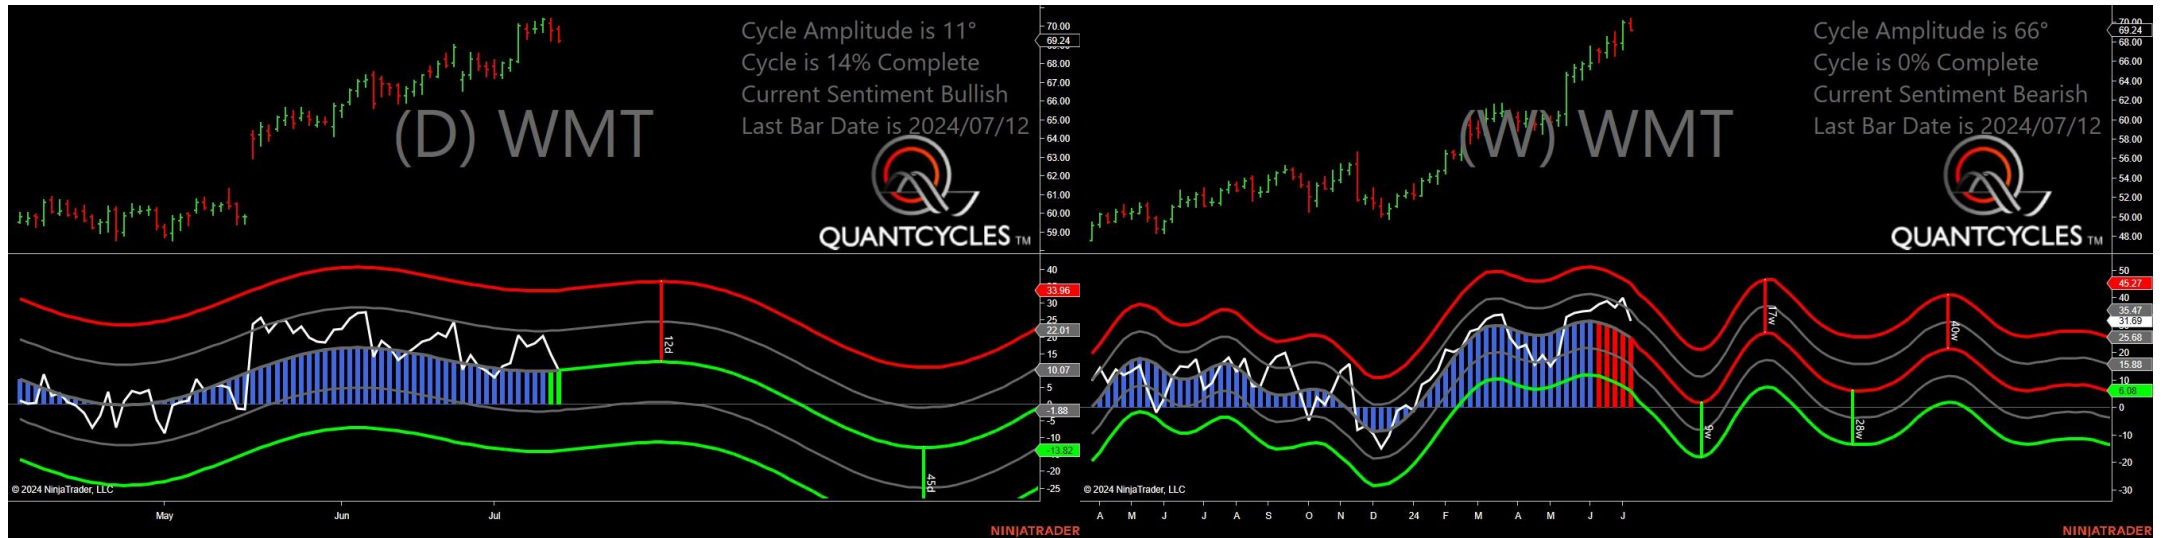 Cycle Amplitude is 11°
Cycle is 14% Complete
Current Sentiment Bullish
Last Bar Date is 2024/07/12
(D) WMT
QUANTCYCLES TM
70.00
69.24
68.00
67.00
66.00
65.00
64.00
63.00
62.00
61.00
60.00
59.00
40
33.96
30
25
22.01
20
15
10.07
5
0
-1.88
-5
-10
-13.82
-20
-25
12d
45d
© 2024 NinjaTrader, LLC
May
Jun
Jul
NINJATRADER
Cycle Amplitude is 66°
Cycle is 0% Complete
Current Sentiment Bearish
Last Bar Date is 2024/07/12
(W) WMT
QUANTCYCLES TM
70.00
69.24
68.00
66.00
64.00
62.00
60.00
58.00
56.00
54.00
52.00
50.00
48.00
50
45.27
40
35.47
31.69
25.68
20
15.88
10
6.08
0
-10
-20
-30
9w
17w
28w
40w
© 2024 NinjaTrader, LLC
A M J J A S O N D 24 F M A M J J
NINJATRADER